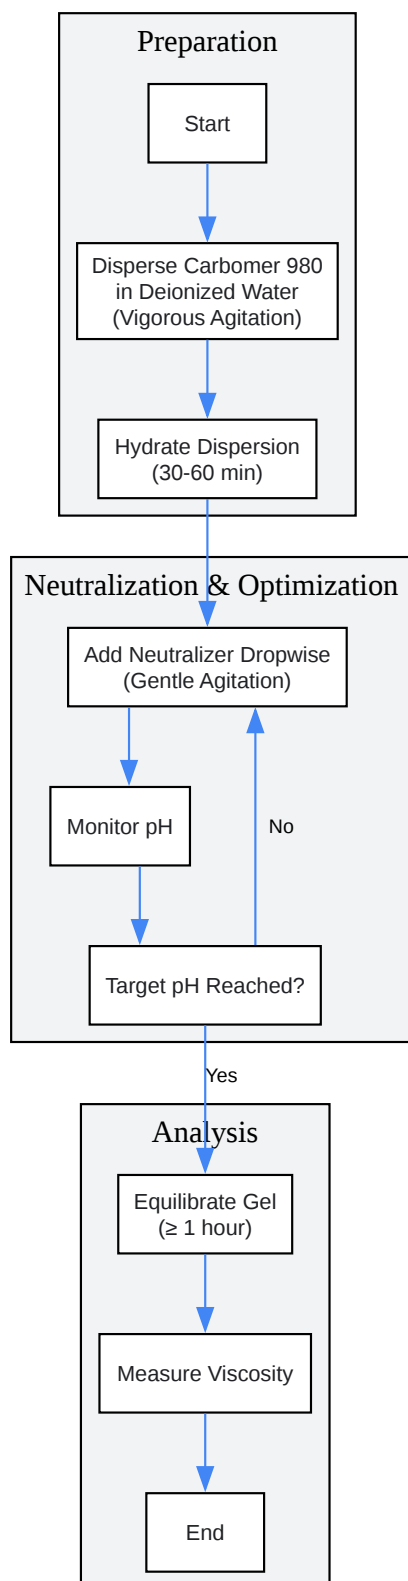 Preparation
Start
Disperse Carbomer 980
in Deionized Water
(Vigorous Agitation)
Hydrate Dispersion
(30-60 min)
Neutralization & Optimization
Add Neutralizer Dropwise
(Gentle Agitation)
Monitor pH
No
Target pH Reached?
Yes
Analysis
Equilibrate Gel
(≥ 1 hour)
Measure Viscosity
End